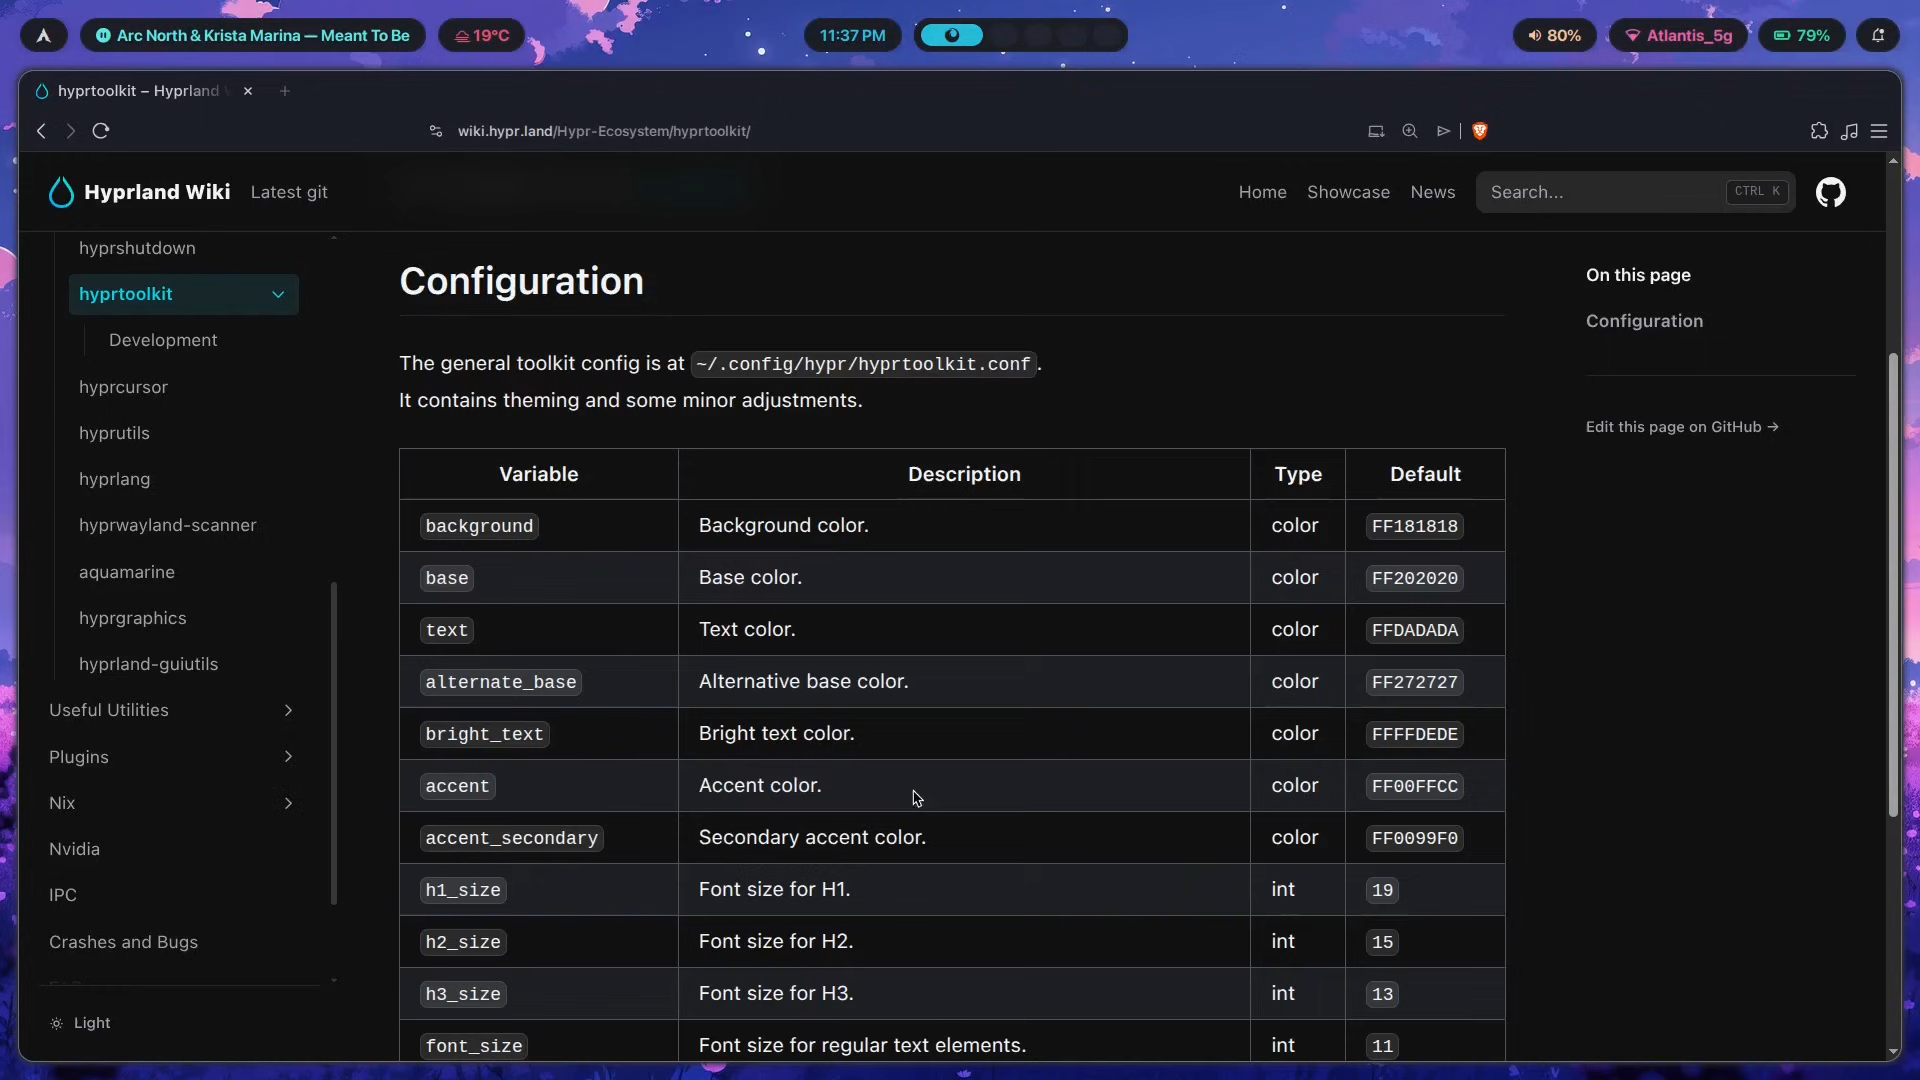 Arc North & Krista Marina — Meant To Be
19°C
11:37 PM
80%
Atlantis_5g
79%
hyprtoolkit – Hyprland
wiki.hypr.land/Hypr-Ecosystem/hyprtoolkit/
Hyprland Wiki
Latest git
Home
Showcase
News
Search...
CTRL K
hyprshutdown
hyprtoolkit
Development
hyprcursor
hyprutils
hyprlang
hyprwayland-scanner
aquamarine
hyprgraphics
hyprland-guiutils
Useful Utilities
Plugins
Nix
Nvidia
IPC
Crashes and Bugs
Light
Configuration
The general toolkit config is at ~/.config/hypr/hyprtoolkit.conf.
It contains theming and some minor adjustments.
Variable Description Type Default
background Background color. color FF181818
base Base color. color FF202020
text Text color. color FFDADADA
alternate_base Alternative base color. color FF272727
bright_text Bright text color. color FFFFDEDE
accent Accent color. color FF00FFCC
accent_secondary Secondary accent color. color FF0099F0
h1_size Font size for H1. int 19
h2_size Font size for H2. int 15
h3_size Font size for H3. int 13
font_size Font size for regular text elements. int 11
On this page
Configuration
Edit this page on GitHub →